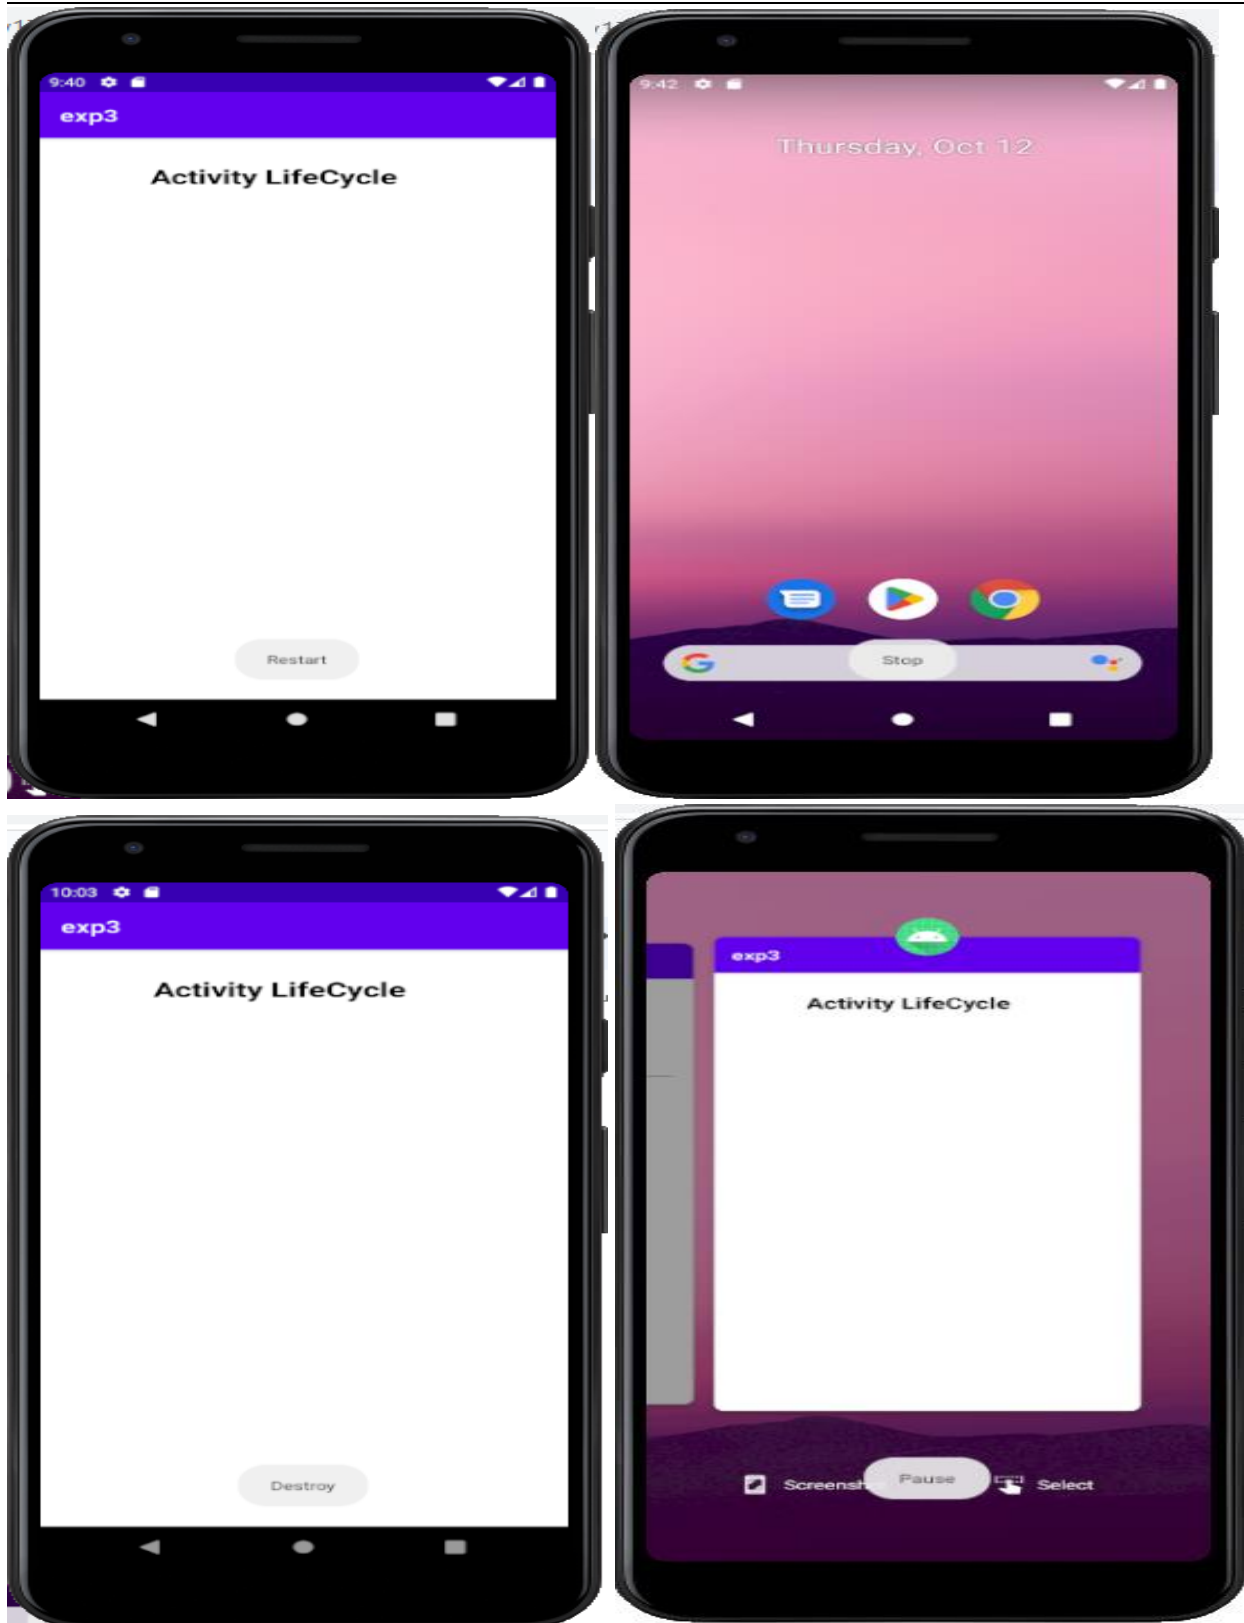 9:40
exp3
Activity LifeCycle
Restart
9:42
Thursday, Oct 12
G
Stop
10:03
exp3
Activity LifeCycle
Destroy
exp3
Activity LifeCycle
Pause
Select